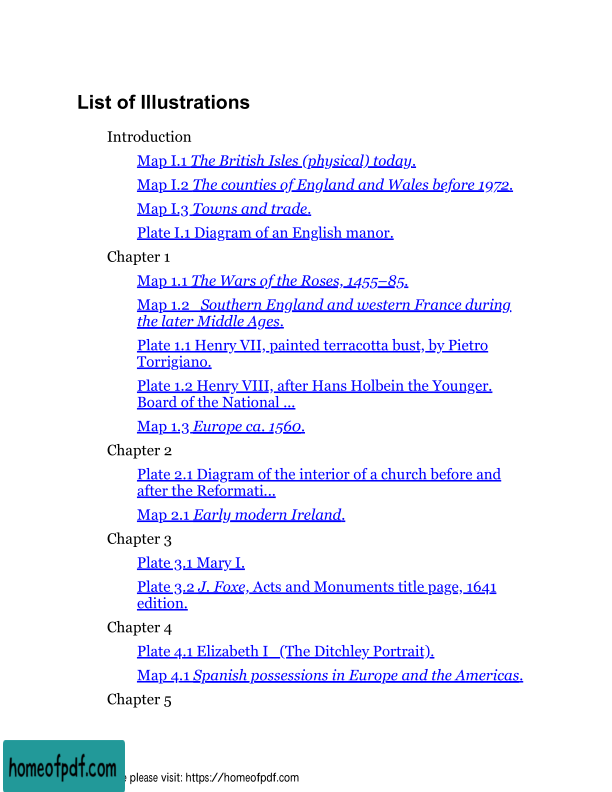 List of Illustrations
Introduction
Map I.1 The British Isles (physical) today.
Map I.2 The counties of England and Wales before 1972.
Map I.3 Towns and trade.
Plate I.1 Diagram of an English manor.
Chapter 1
Map 1.1 The Wars of the Roses, 1455–85.
Map 1.2   Southern England and western France during
the later Middle Ages.
Plate 1.1 Henry VII, painted terracotta bust, by Pietro
Torrigiano.
Plate 1.2 Henry VIII, after Hans Holbein the Younger.
Board of the National ...
Map 1.3 Europe ca. 1560.
Chapter 2
Plate 2.1 Diagram of the interior of a church before and
after the Reformati...
Map 2.1 Early modern Ireland.
Chapter 3
Plate 3.1 Mary I.
Plate 3.2 J. Foxe, Acts and Monuments title page, 1641
edition.
Chapter 4
Plate 4.1 Elizabeth I   (The Ditchley Portrait).
Map 4.1 Spanish possessions in Europe and the Americas.
Chapter 5
homeofpdf.com
please visit: https://homeofpdf.com